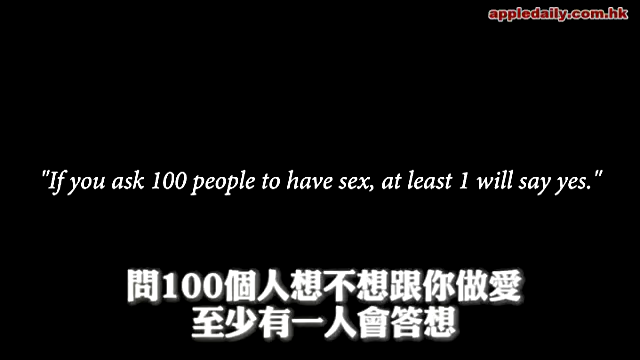 appledaily.com.hk
"If you ask 100 people to have sex, at least 1 will say yes."
問100個人想不想跟你做愛
至少有一人會答想